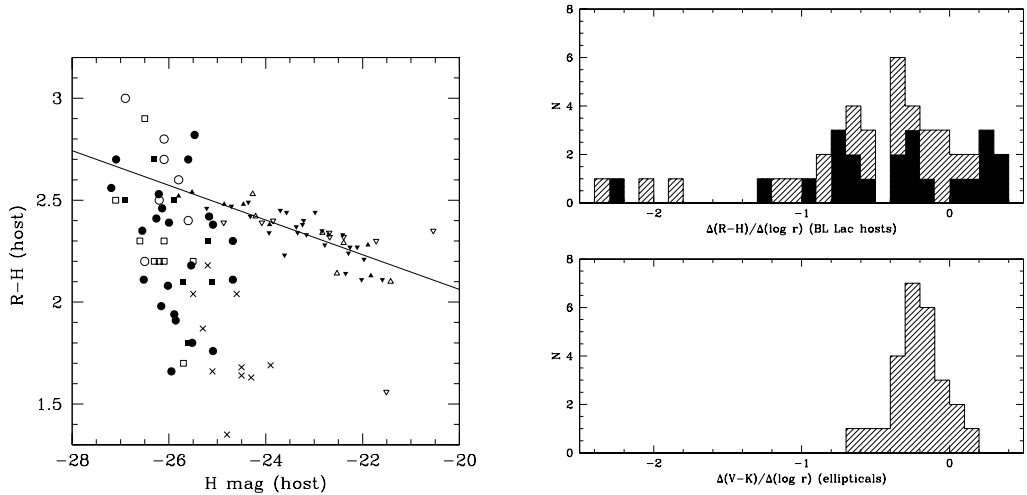 R-H (host)
3
2.5
2
1.5
-28 -26 -24 -22 -20
H mag (host)
N
8
6
4
2
0
-2 -1 0
Δ(R-H)/Δ(log r) (BL Lac hosts)
N
8
6
4
2
0
-2 -1 0
Δ(V-K)/Δ(log r) (ellipticals)